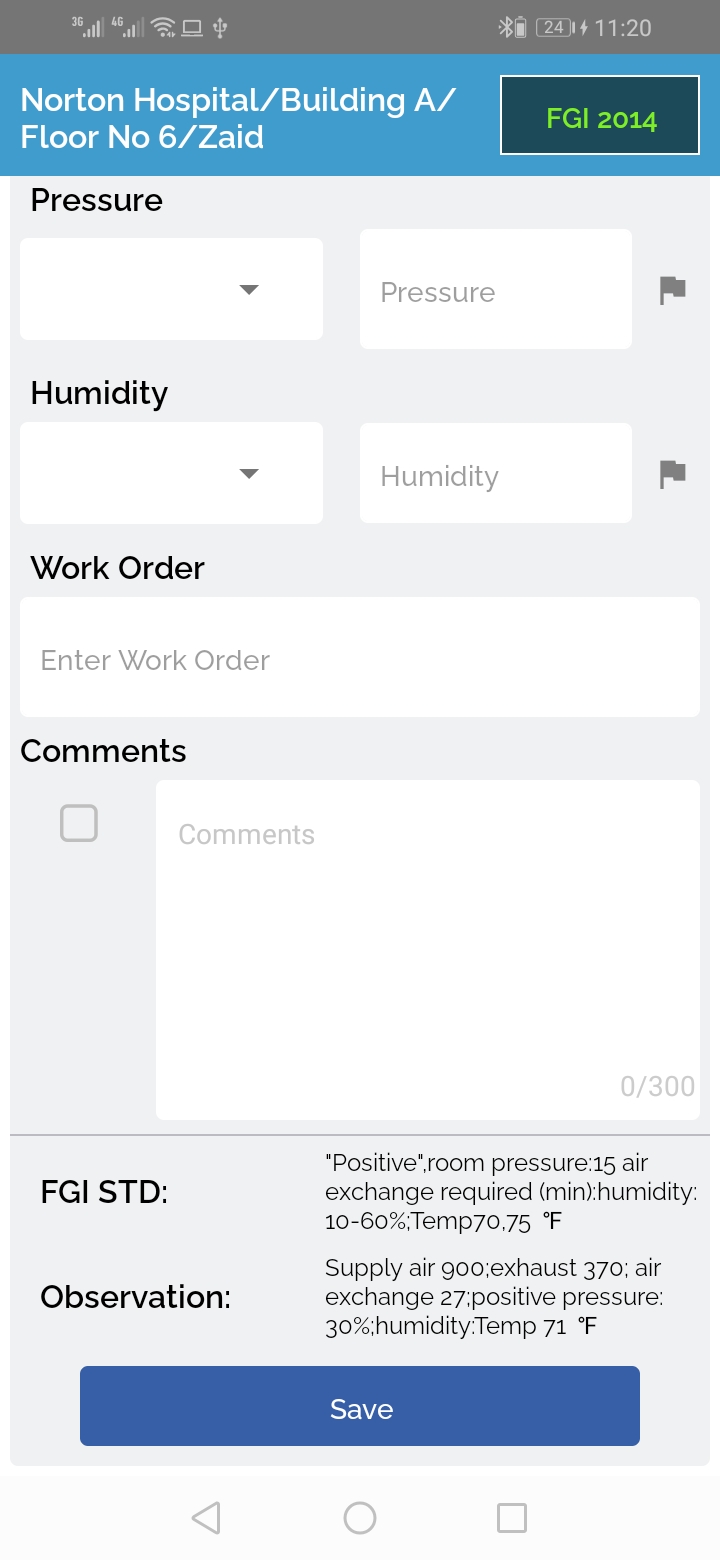 3G 4G 24 11:20
Norton Hospital/Building A/
Floor No 6/Zaid
FGI 2014
Pressure
Pressure
Humidity
Humidity
Work Order
Enter Work Order
Comments
Comments
0/300
FGI STD:
"Positive",room pressure:15 air
exchange required (min):humidity:
10-60%;Temp70,75 °F
Observation:
Supply air 900;exhaust 370; air
exchange 27;positive pressure:
30%;humidity:Temp 71 °F
Save